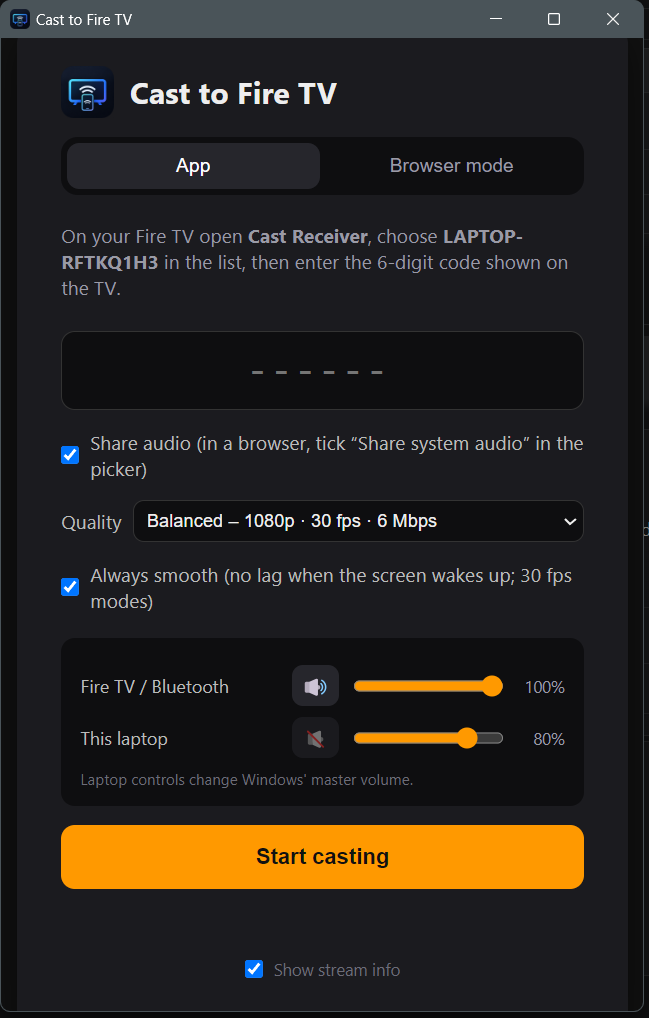 Cast to Fire TV
Cast to Fire TV
App
Browser mode
On your Fire TV open Cast Receiver, choose LAPTOP-
RFTKQ1H3 in the list, then enter the 6-digit code shown on
the TV.
– – – – – –
Share audio (in a browser, tick “Share system audio” in the
picker)
Quality
Balanced – 1080p · 30 fps · 6 Mbps
Always smooth (no lag when the screen wakes up; 30 fps
modes)
Fire TV / Bluetooth
100%
This laptop
80%
Laptop controls change Windows’ master volume.
Start casting
Show stream info